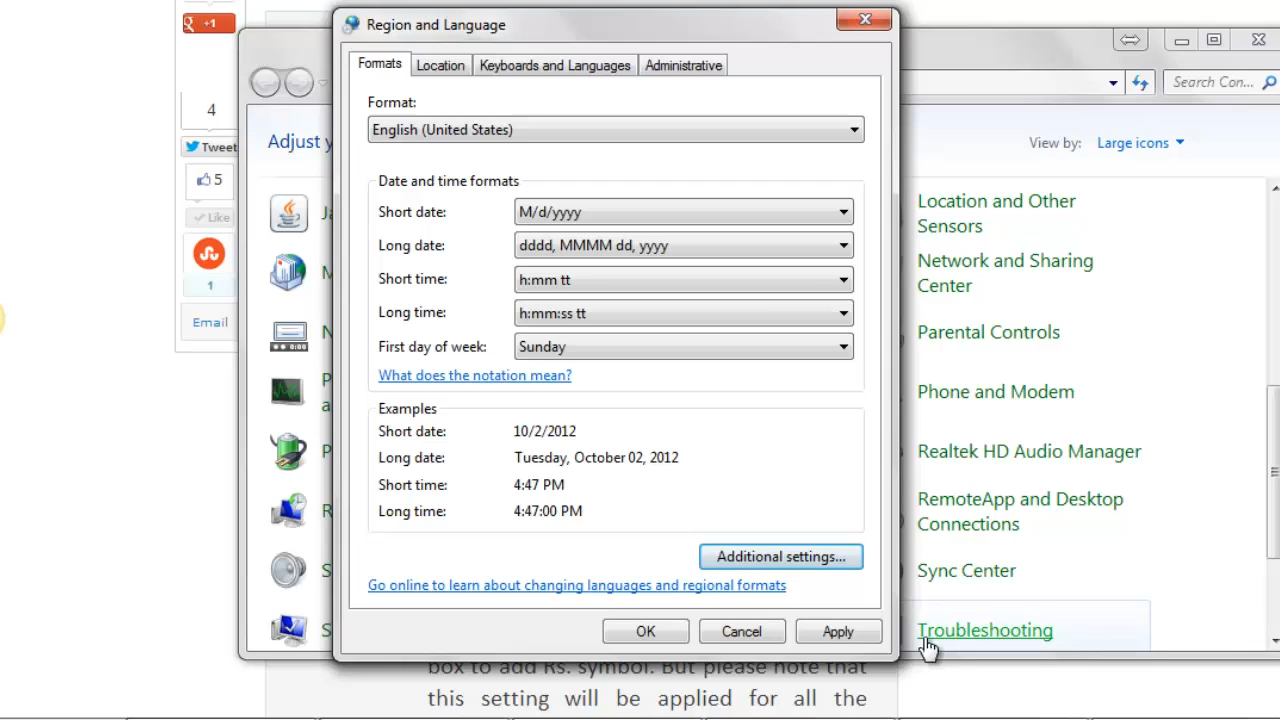 +1
4
Tweet
5
Like
1
Email
Region and Language
Formats
Location
Keyboards and Languages
Administrative
Format:
English (United States)
Date and time formats
Short date:
M/d/yyyy
Long date:
dddd, MMMM dd, yyyy
Short time:
h:mm tt
Long time:
h:mm:ss tt
First day of week:
Sunday
What does the notation mean?
Examples
Short date:
10/2/2012
Long date:
Tuesday, October 02, 2012
Short time:
4:47 PM
Long time:
4:47:00 PM
Additional settings...
Go online to learn about changing languages and regional formats
OK
Cancel
Apply
Search Con...
Adjust y
View by:
Large icons
Location and Other
Sensors
Network and Sharing
Center
Parental Controls
Phone and Modem
Realtek HD Audio Manager
RemoteApp and Desktop
Connections
Sync Center
Troubleshooting
box to add Rs. symbol. But please note that
this setting will be applied for all the